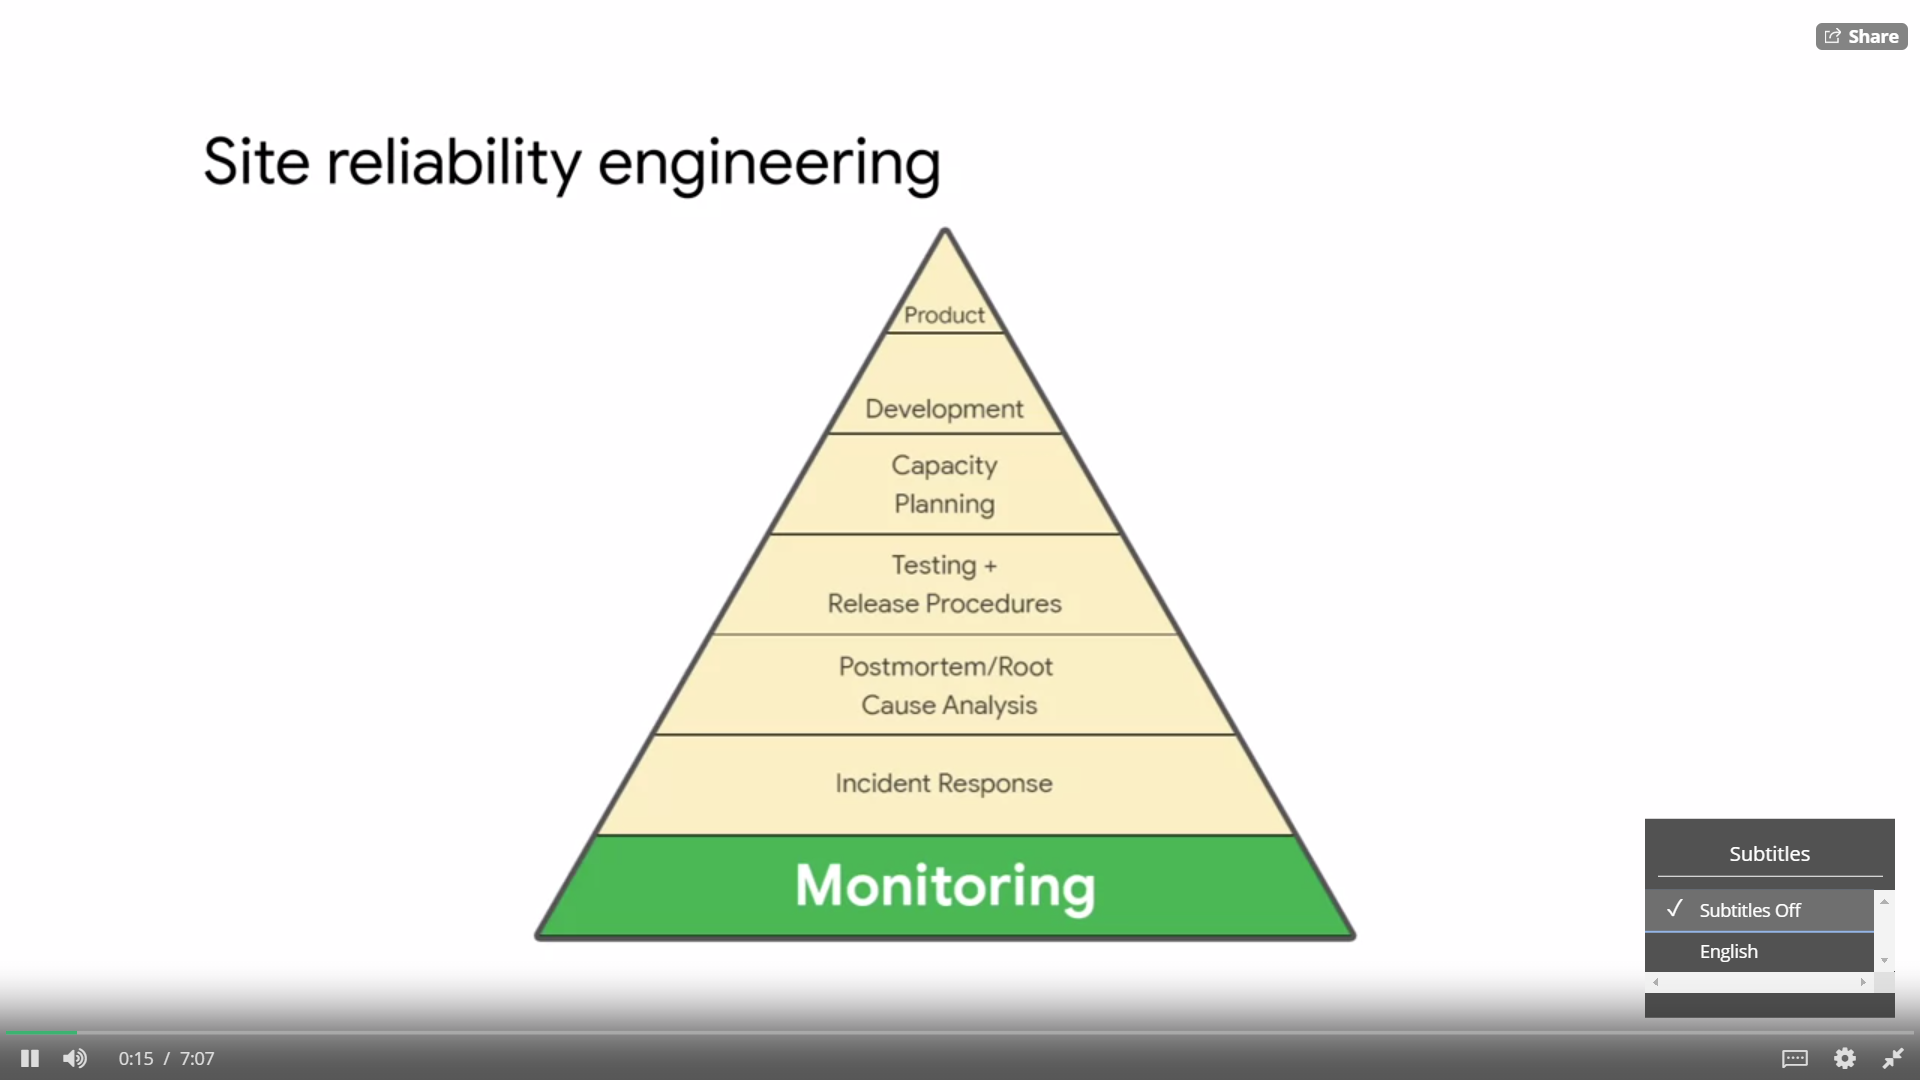 Share
Site reliability engineering
Product
Development
Capacity
Planning
Testing +
Release Procedures
Postmortem/Root
Cause Analysis
Incident Response
Monitoring
Subtitles
Subtitles Off
English
0:15 / 7:07